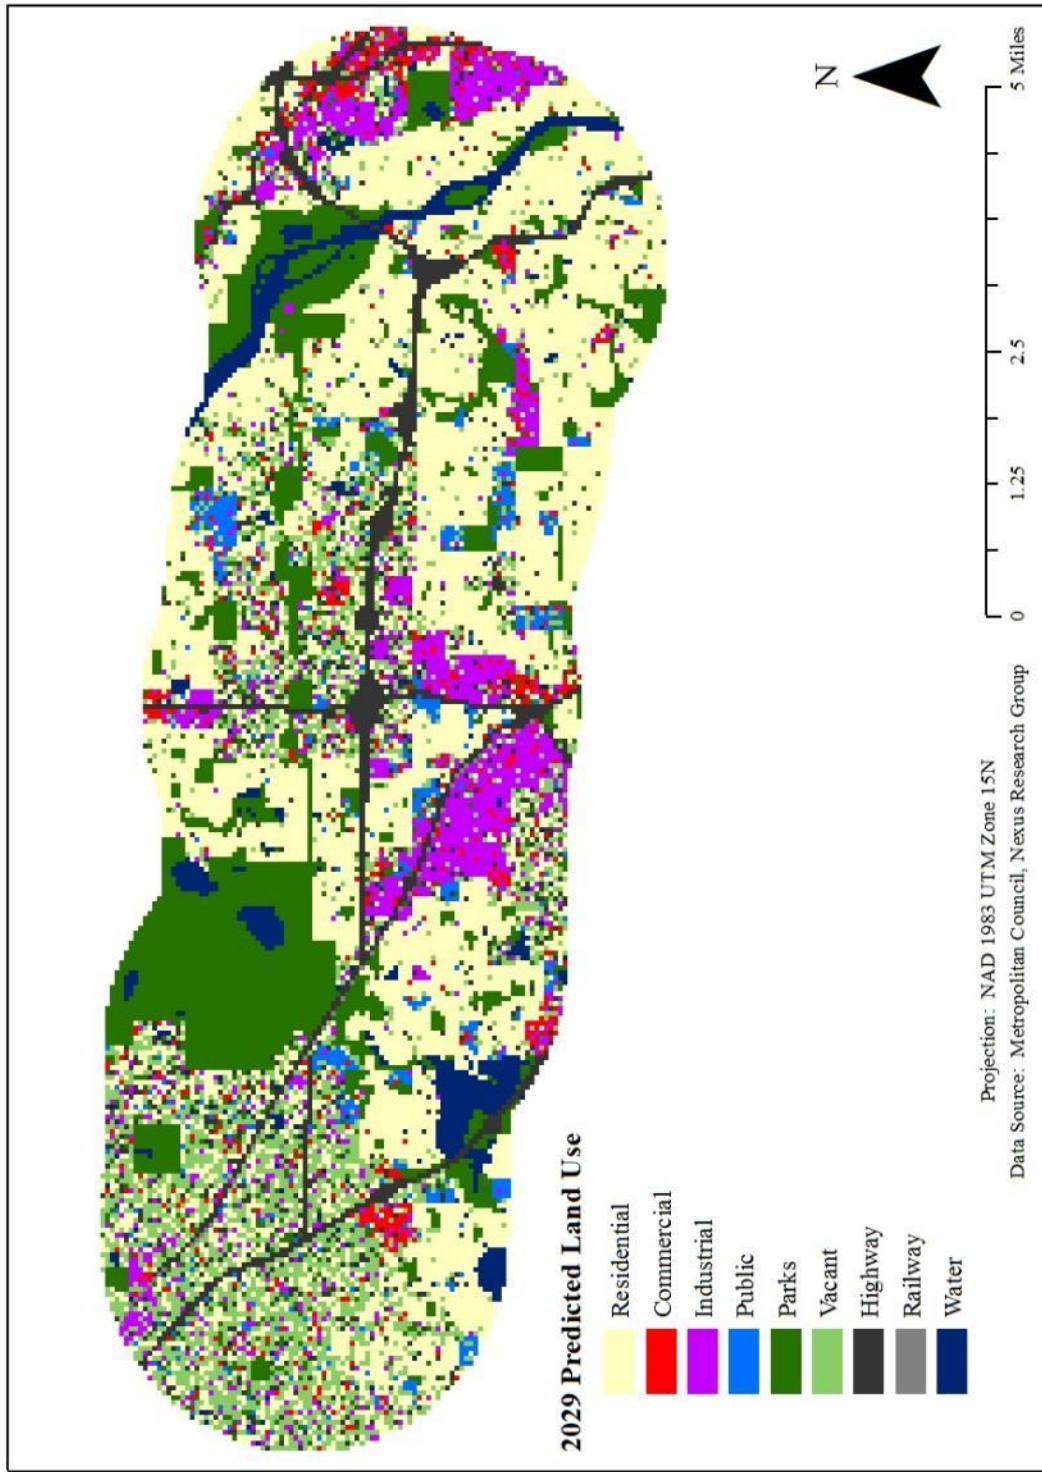 N
2029 Predicted Land Use
Residential
Commercial
Industrial
Public
Parks
Vacant
Highway
Railway
Water
0 1.25 2.5 5 Miles
Projection: NAD 1983 UTM Zone 15N
Data Source: Metropolitan Council, Nexus Research Group